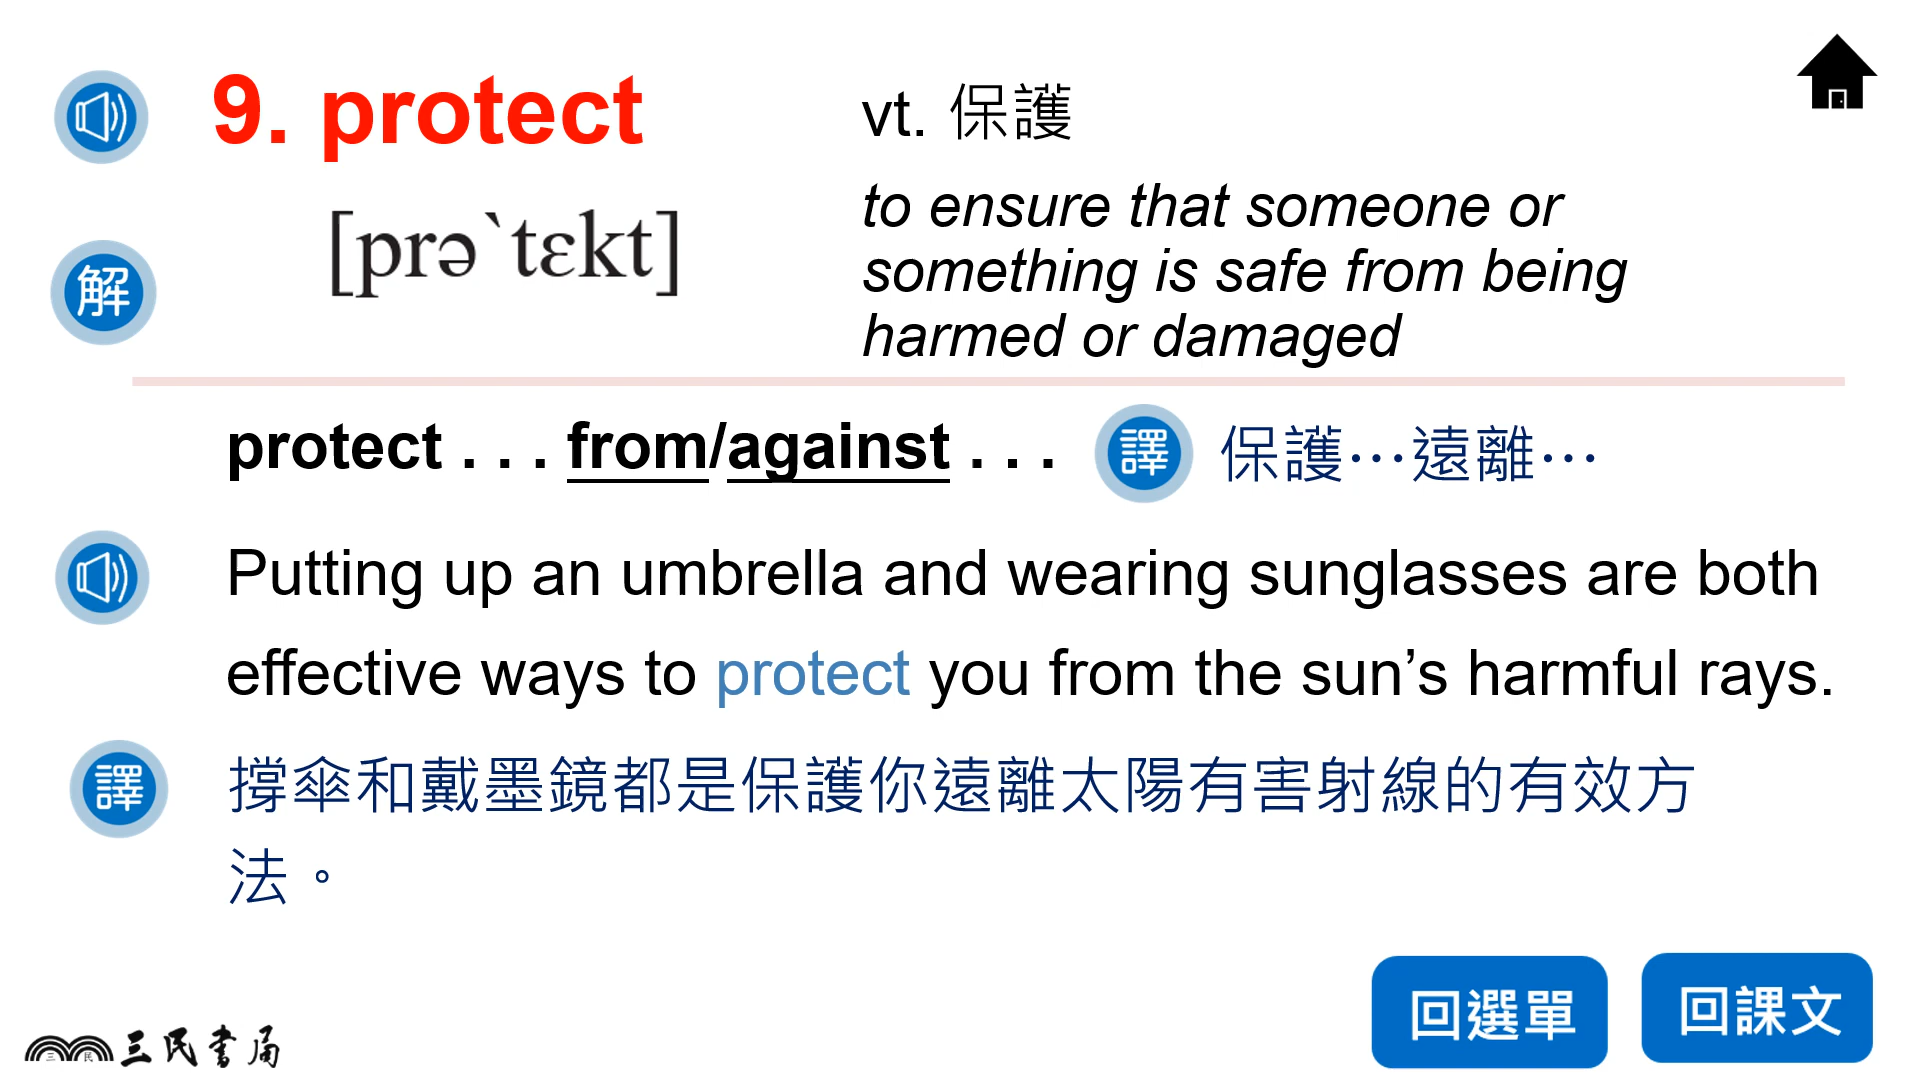 9. protect
vt. 保護
[prəˋtɛkt]
解
to ensure that someone or
something is safe from being
harmed or damaged
protect . . . from/against . . .
譯
保護…遠離…
Putting up an umbrella and wearing sunglasses are both
effective ways to protect you from the sun’s harmful rays.
譯
撐傘和戴墨鏡都是保護你遠離太陽有害射線的有效方
法。
回選單
回課文
三民 三民書局